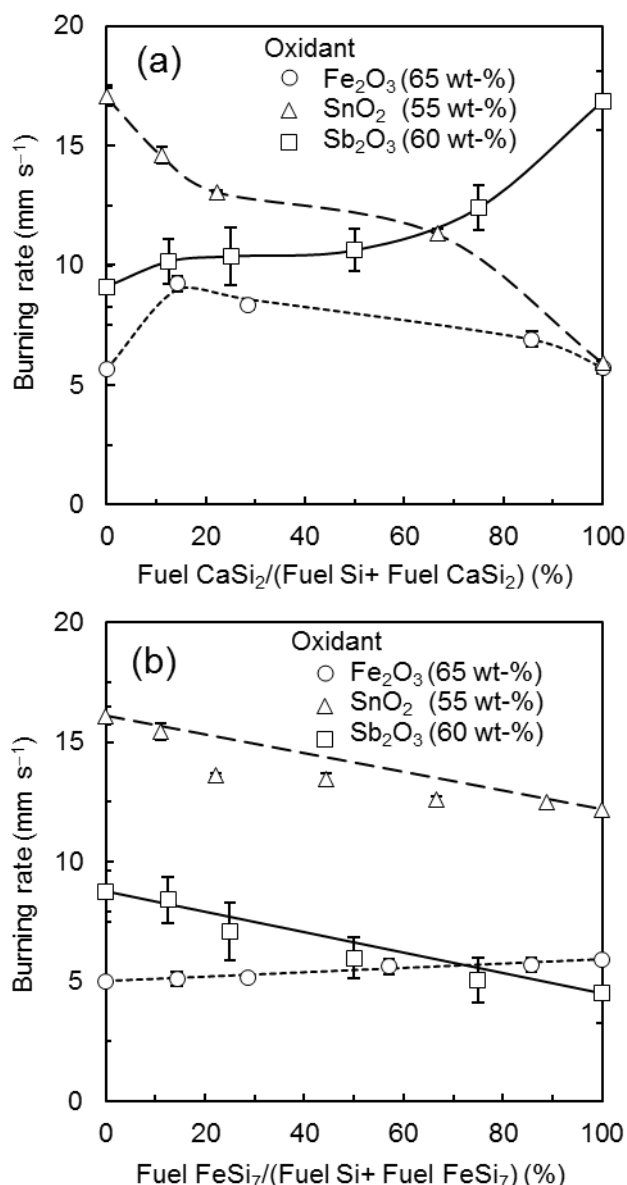 20
15
10
5
0
Burning rate (mm s⁻¹)
(a)
Oxidant
Fe₂O₃ (65 wt-%)
SnO₂ (55 wt-%)
Sb₂O₃ (60 wt-%)
0 20 40 60 80 100
Fuel CaSi₂/(Fuel Si+ Fuel CaSi₂) (%)
20
15
10
5
0
Burning rate (mm s⁻¹)
(b)
Oxidant
Fe₂O₃ (65 wt-%)
SnO₂ (55 wt-%)
Sb₂O₃ (60 wt-%)
0 20 40 60 80 100
Fuel FeSi₇/(Fuel Si+ Fuel FeSi₇) (%)